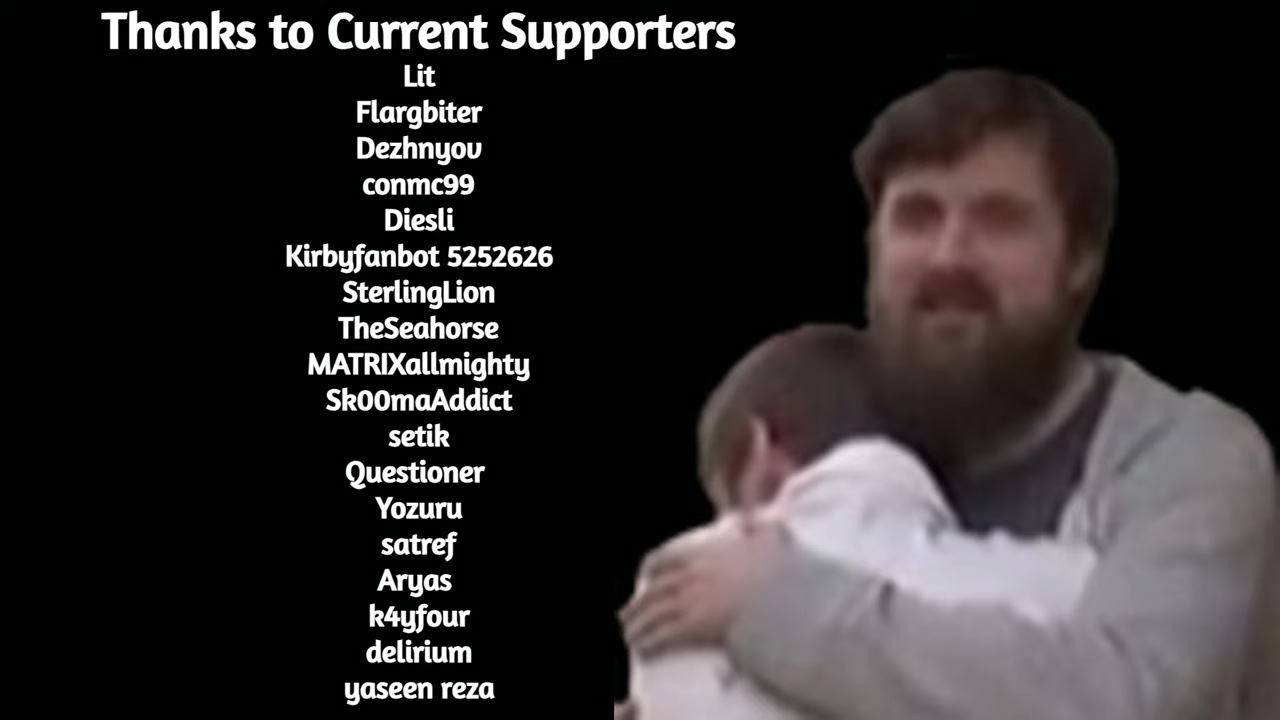 Thanks to Current Supporters
Lit
Flargbiter
Dezhnyov
conmc99
Diesli
Kirbyfanbot 5252626
SterlingLion
TheSeahorse
MATRIXallmighty
Sk00maAddict
setik
Questioner
Yozuru
satref
Aryas
k4yfour
delirium
yaseen reza